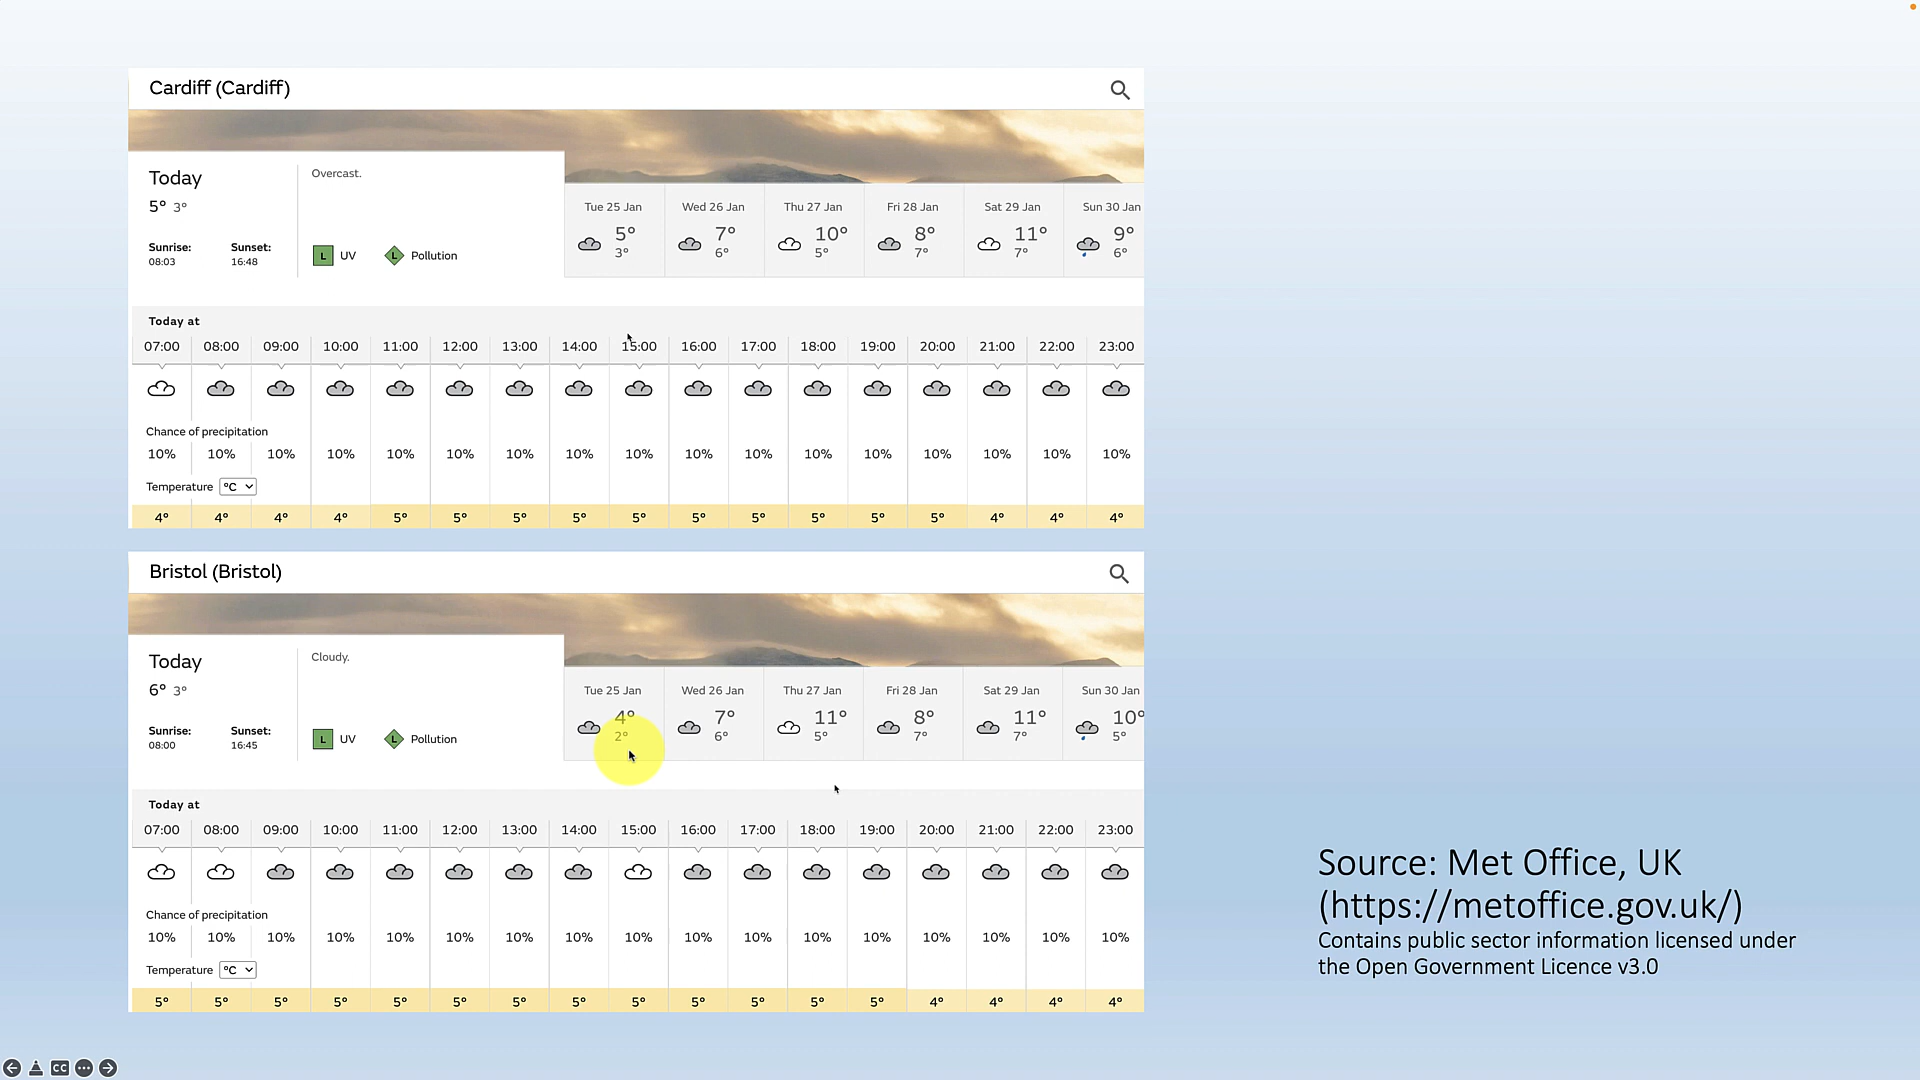 Cardiff (Cardiff)
Today
5° 3°
Sunrise: Sunset:
08:03 16:48
Overcast.
L UV L Pollution
Tue 25 Jan Wed 26 Jan Thu 27 Jan Fri 28 Jan Sat 29 Jan Sun 30 Jan
5° 7° 10° 8° 11° 9°
3° 6° 5° 7° 7° 6°
Today at
07:00 08:00 09:00 10:00 11:00 12:00 13:00 14:00 15:00 16:00 17:00 18:00 19:00 20:00 21:00 22:00 23:00
Chance of precipitation
10% 10% 10% 10% 10% 10% 10% 10% 10% 10% 10% 10% 10% 10% 10% 10% 10%
Temperature °C
4° 4° 4° 4° 5° 5° 5° 5° 5° 5° 5° 5° 5° 5° 4° 4° 4°
Bristol (Bristol)
Today
6° 3°
Sunrise: Sunset:
08:00 16:45
Cloudy.
L UV L Pollution
Tue 25 Jan Wed 26 Jan Thu 27 Jan Fri 28 Jan Sat 29 Jan Sun 30 Jan
4° 7° 11° 8° 11° 10°
2° 6° 5° 7° 7° 5°
Today at
07:00 08:00 09:00 10:00 11:00 12:00 13:00 14:00 15:00 16:00 17:00 18:00 19:00 20:00 21:00 22:00 23:00
Chance of precipitation
10% 10% 10% 10% 10% 10% 10% 10% 10% 10% 10% 10% 10% 10% 10% 10% 10%
Temperature °C
5° 5° 5° 5° 5° 5° 5° 5° 5° 5° 5° 5° 5° 4° 4° 4° 4°
Source: Met Office, UK
(https://metoffice.gov.uk/)
Contains public sector information licensed under
the Open Government Licence v3.0
CC